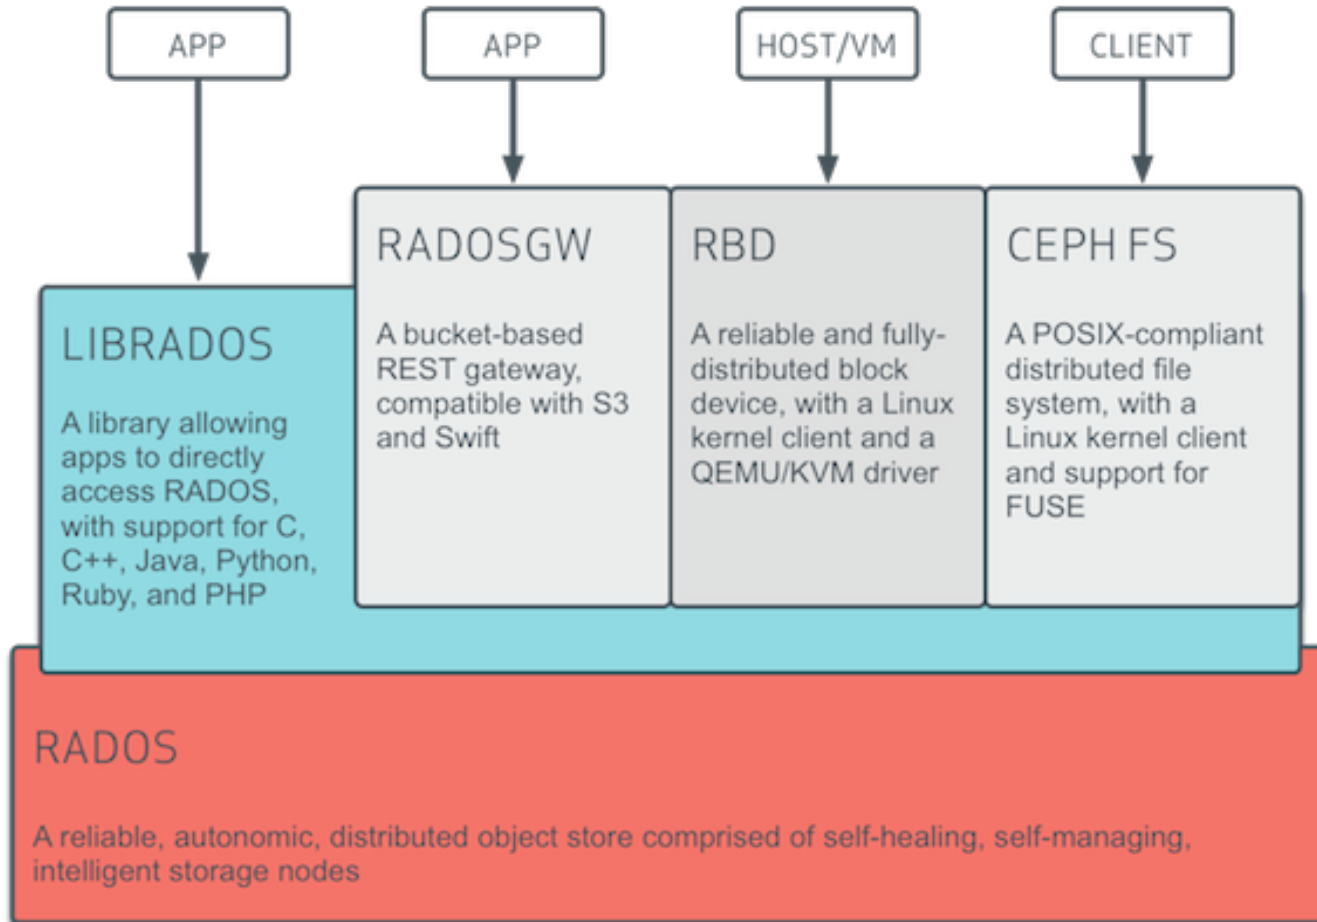 APP
APP
HOST/VM
CLIENT
LIBRADOS
A library allowing
apps to directly
access RADOS,
with support for C,
C++, Java, Python,
Ruby, and PHP
RADOSGW
A bucket-based
REST gateway,
compatible with S3
and Swift
RBD
A reliable and fully-
distributed block
device, with a Linux
kernel client and a
QEMU/KVM driver
CEPH FS
A POSIX-compliant
distributed file
system, with a
Linux kernel client
and support for
FUSE
RADOS
A reliable, autonomic, distributed object store comprised of self-healing, self-managing,
intelligent storage nodes